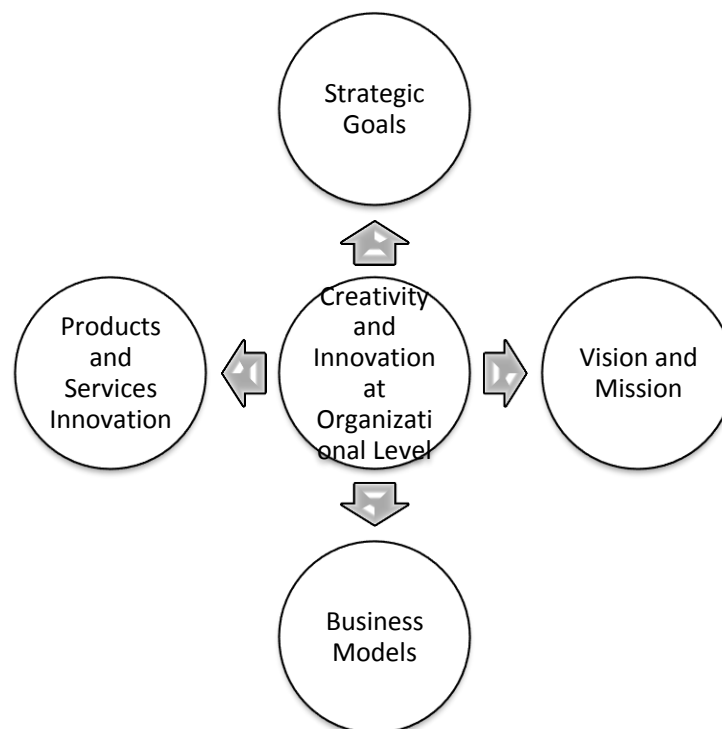 Strategic
Goals
Products
and
Services
Innovation
Creativity
and
Innovation
at
Organizati
onal Level
Vision and
Mission
Business
Models